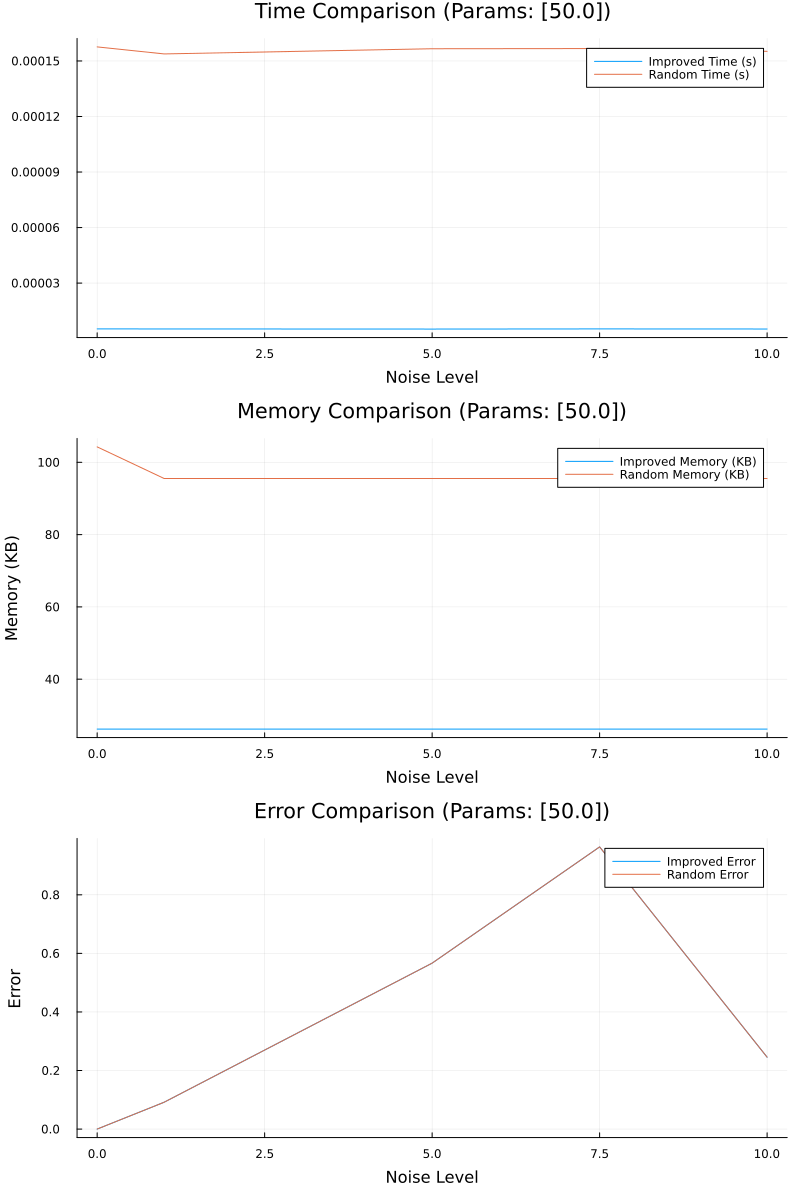 Time Comparison (Params: [50.0])
0.00015
0.00012
0.00009
0.00006
0.00003
Improved Time (s)
Random Time (s)
0.0 2.5 5.0 7.5 10.0
Noise Level
Memory Comparison (Params: [50.0])
Memory (KB)
100
80
60
40
Improved Memory (KB)
Random Memory (KB)
0.0 2.5 5.0 7.5 10.0
Noise Level
Error Comparison (Params: [50.0])
Error
0.8
0.6
0.4
0.2
0.0
Improved Error
Random Error
0.0 2.5 5.0 7.5 10.0
Noise Level